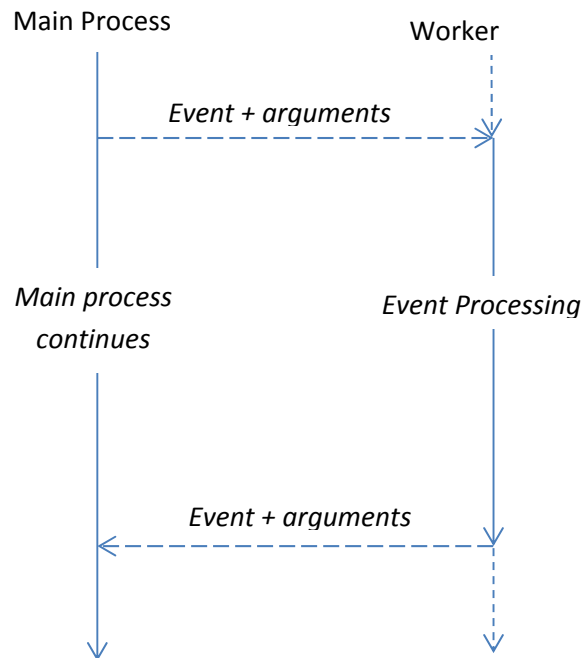 Main Process
Worker
Event + arguments
Main process
continues
Event Processing
Event + arguments